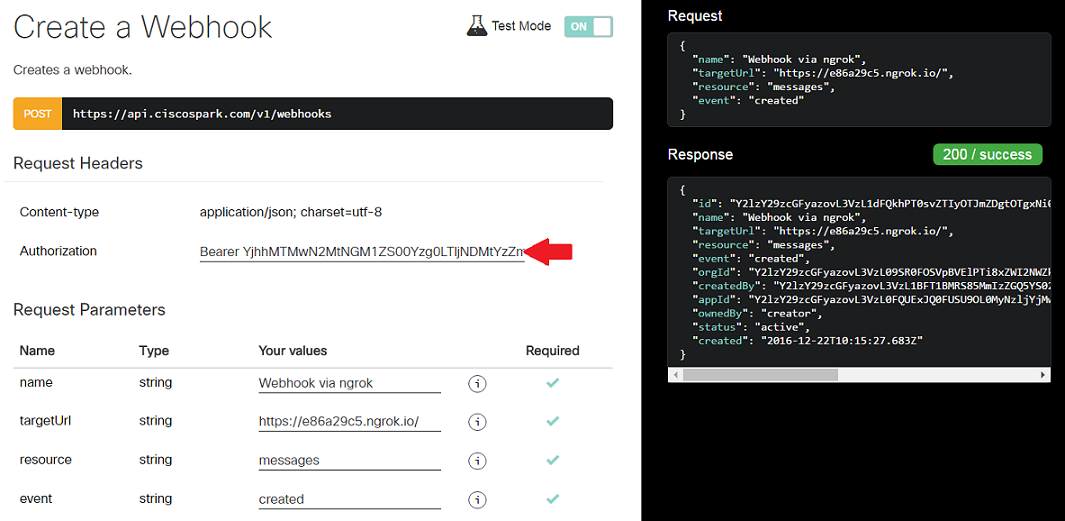 Create a Webhook
Test Mode
ON
Creates a webhook.
POST https://api.ciscospark.com/v1/webhooks
Request Headers
Content-type application/json; charset=utf-8
Authorization Bearer YjhhMTMwN2MtNGM1ZS00Yzg0LTljNDMtYzZm
Request Parameters
Name Type Your values Required
name string Webhook via ngrok
targetUrl string https://e86a29c5.ngrok.io/
resource string messages
event string created
Request
{
"name": "Webhook via ngrok",
"targetUrl": "https://e86a29c5.ngrok.io/",
"resource": "messages",
"event": "created"
}
Response 200 / success
{
"id": "Y2lzY29zcGFyazovL3VzL1dFQkhPT0svZTIyOTJmZDgtOTgxNi0
"name": "Webhook via ngrok",
"targetUrl": "https://e86a29c5.ngrok.io/",
"resource": "messages",
"event": "created",
"orgId": "Y2lzY29zcGFyazovL3VzL09SR0FOSVpBVElPTi8xZWI2NWZk
"createdBy": "Y2lzY29zcGFyazovL3VzL1BFT1BMRS85MmIzZGQ5YS02
"appId": "Y2lzY29zcGFyazovL3VzL0FQUExJQ0FUSU9OL0MyNzljYjMw
"ownedBy": "creator",
"status": "active",
"created": "2016-12-22T10:15:27.683Z"
}